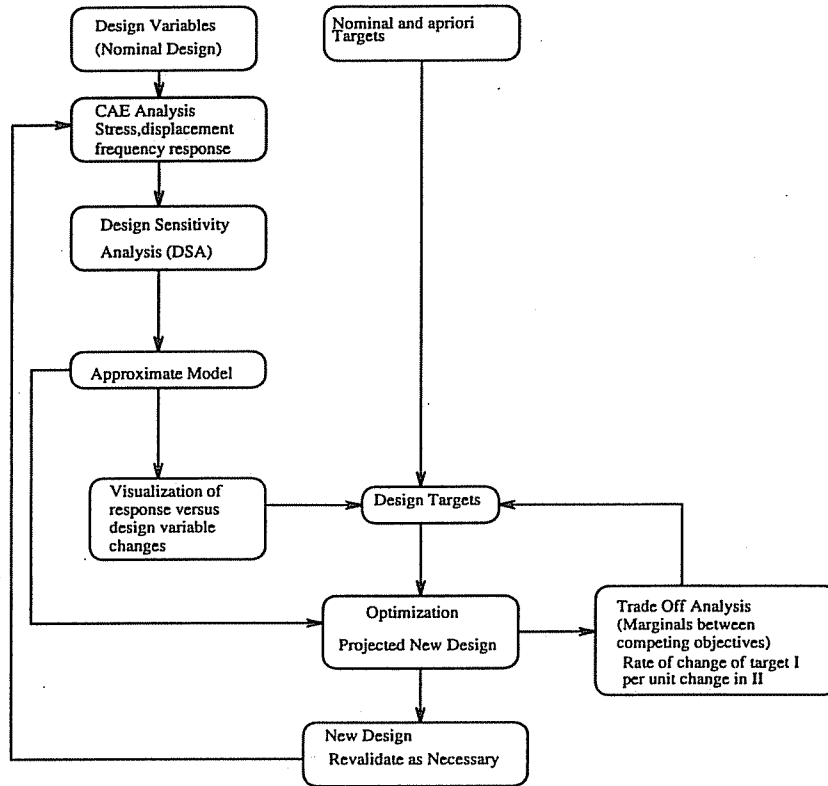 Design Variables
(Nominal Design)
Nominal and apriori
Targets
CAE Analysis
Stress,displacement
frequency response
Design Sensitivity
Analysis (DSA)
Approximate Model
Visualization of
response versus
design variable
changes
Design Targets
Optimization
Projected New Design
Trade Off Analysis
(Marginals between
competing objectives)
Rate of change of target I
per unit change in II
New Design
Revalidate as Necessary